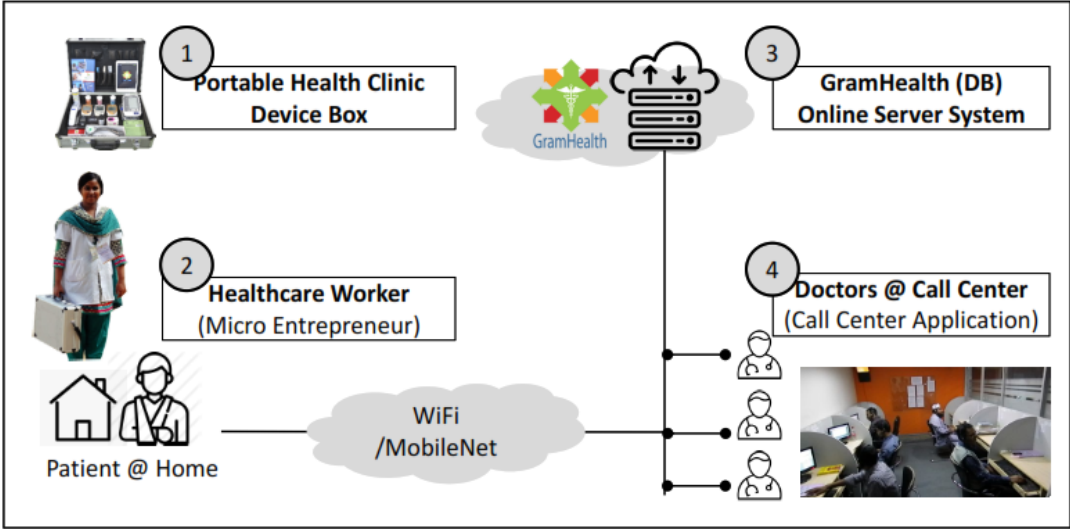 1
Portable Health Clinic
Device Box
GramHealth
3
GramHealth (DB)
Online Server System
2
Healthcare Worker
(Micro Entrepreneur)
4
Doctors @ Call Center
(Call Center Application)
Patient @ Home
WiFi
/MobileNet